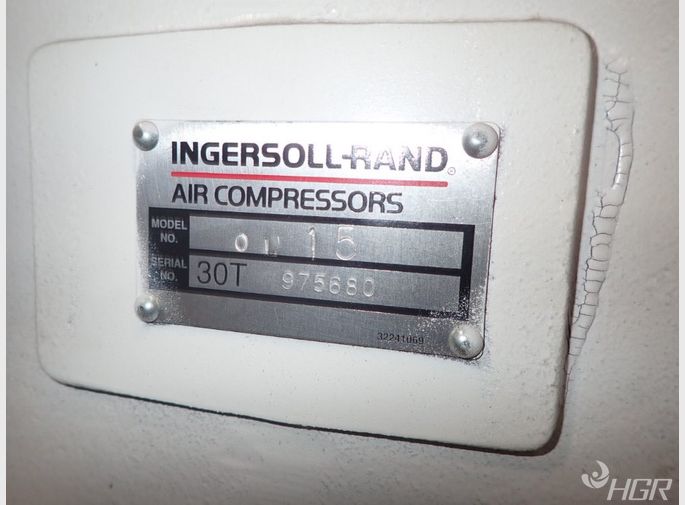 INGERSOLL-RAND®
AIR COMPRESSORS
MODEL NO. 15
SERIAL NO. 30T 975680
32241069
HGR